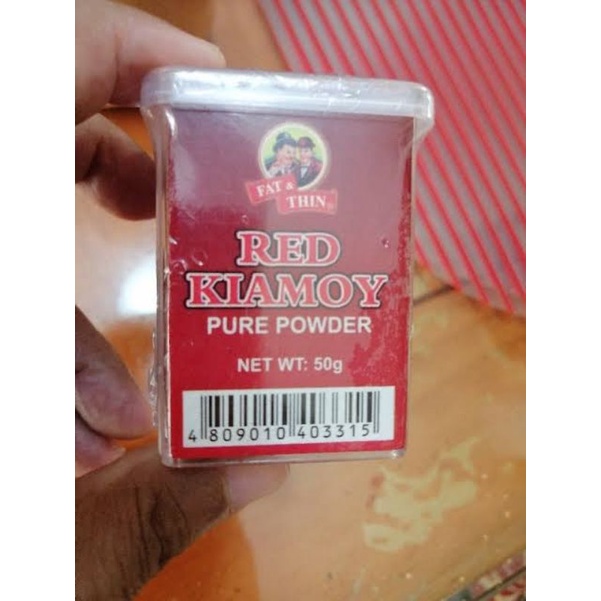 FAT &
THIN
RED
KIAMOY
PURE POWDER
NET WT: 50g
4 809010 403315